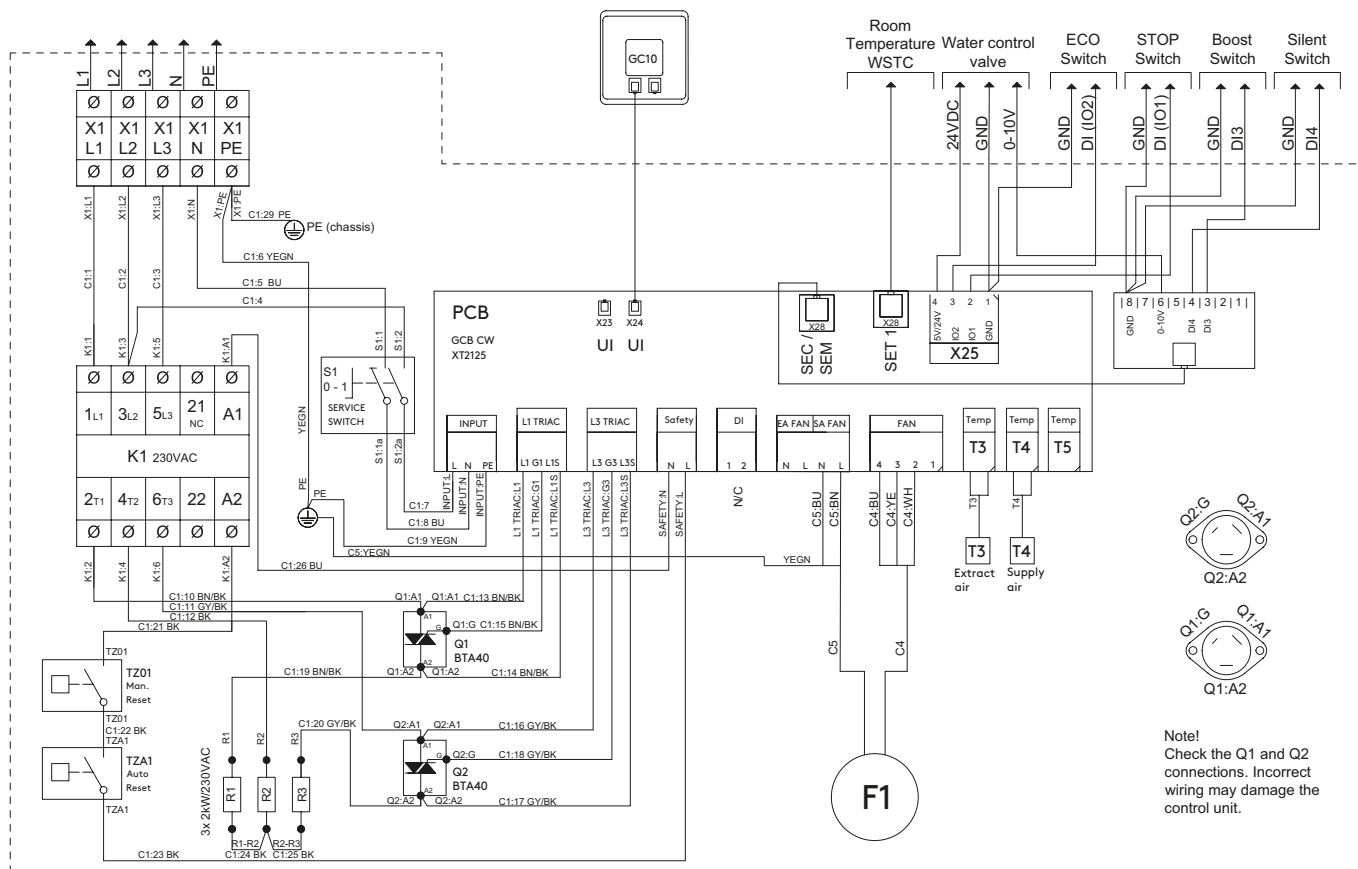 Room
Temperature
WSTC
Water control
valve
ECO
Switch
STOP
Switch
Boost
Switch
Silent
Switch
GC10
L1
L2
L3
N
PE
24VDC
GND
0-10V
GND
DI (IO2)
GND
DI (IO1)
GND
DI3
GND
DI4
Ø Ø Ø Ø Ø
X1 X1 X1 X1 X1
L1 L2 L3 N PE
Ø Ø Ø Ø Ø
X1:L1
X1:L2
X1:L3
X1:N
X1:PE
X1:PE
C1:29 PE
PE (chassis)
C1:6 YEGN
C1:5 BU
C1:4
C1:1
C1:2
C1:3
K1:1
K1:3
K1:5
K1:A1
S1:1
S1:2
S1
0 - 1
SERVICE
SWITCH
S1:1a
S1:2a
YEGN
PE
PE
Ø Ø Ø Ø Ø
1L1 3L2 5L3 21 NC A1
K1 230VAC
2T1 4T2 6T3 22 A2
Ø Ø Ø Ø Ø
K1:2
K1:4
K1:6
K1:A2
PCB
GCB CW
XT2125
X23
UI
X24
UI
X28
SEC /
SEM
X28
SET 1
4 3 2 1
5V/24V
IO2
IO1
GND
X25
|8 |7 |6 |5 |4 |3 |2 |1 |
GND
0-10V
DI4
DI3
INPUT
L N PE
L1 TRIAC
L1 G1 L1S
L3 TRIAC
L3 G3 L3S
Safety
N L
DI
1 2
N/C
EA FAN
SA FAN
N L N L
FAN
4 3 2 1
Temp
T3
Temp
T4
Temp
T5
INPUT:L
INPUT:N
INPUT:PE
L1 TRIAC:L1
L1 TRIAC:G1
L1 TRIAC:L1S
L3 TRIAC:L3
L3 TRIAC:G3
L3 TRIAC:L3S
SAFETY:N
SAFETY:L
C5:BU
C5:BN
C4:BU
C4:YE
C4:WH
C1:7
C1:8 BU
C1:9 YEGN
C5:YEGN
YEGN
C1:26 BU
T3
T4
T3
Extract
air
T4
Supply
air
Q2:G
Q2:A1
Q2:A2
Q1:G
Q1:A1
Q1:A2
C1:10 BN/BK
C1:11 GY/BK
C1:12 BK
C1:21 BK
Q1:A1
Q1:A1
C1:13 BN/BK
A1
G
Q1:G
C1:15 BN/BK
Q1
BTA40
A2
Q1:A2
Q1:A2
C1:14 BN/BK
C1:19 BN/BK
TZ01
TZ01
Man.
Reset
TZ01
C1:22 BK
TZA1
TZA1
Auto
Reset
TZA1
C1:20 GY/BK
Q2:A1
Q2:A1
C1:16 GY/BK
A1
G
Q2:G
C1:18 GY/BK
Q2
BTA40
A2
Q2:A2
Q2:A2
C1:17 GY/BK
R1
R2
R3
3x 2kW/230VAC
R1
R2
R3
R1-R2
R2-R3
C1:23 BK
C1:24 BK
C1:25 BK
C5
C4
F1
Note!
Check the Q1 and Q2
connections. Incorrect
wiring may damage the
control unit.